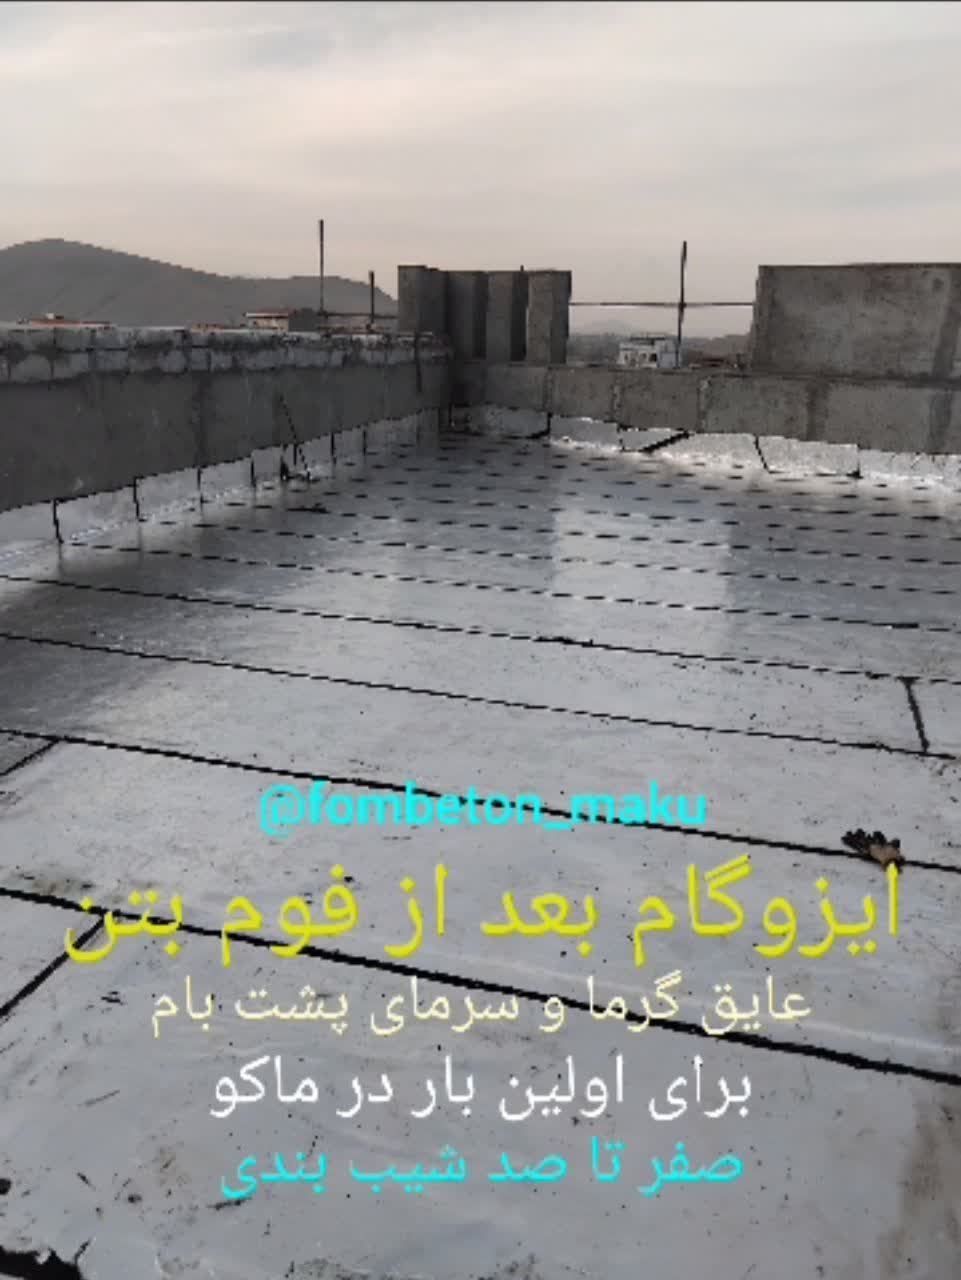 @fombeton_maku
ایزوگام بعد از فوم بتن
عایق گرما و سرمای پشت بام
برای اولین بار در ماکو
صفر تا صد شیب بندی